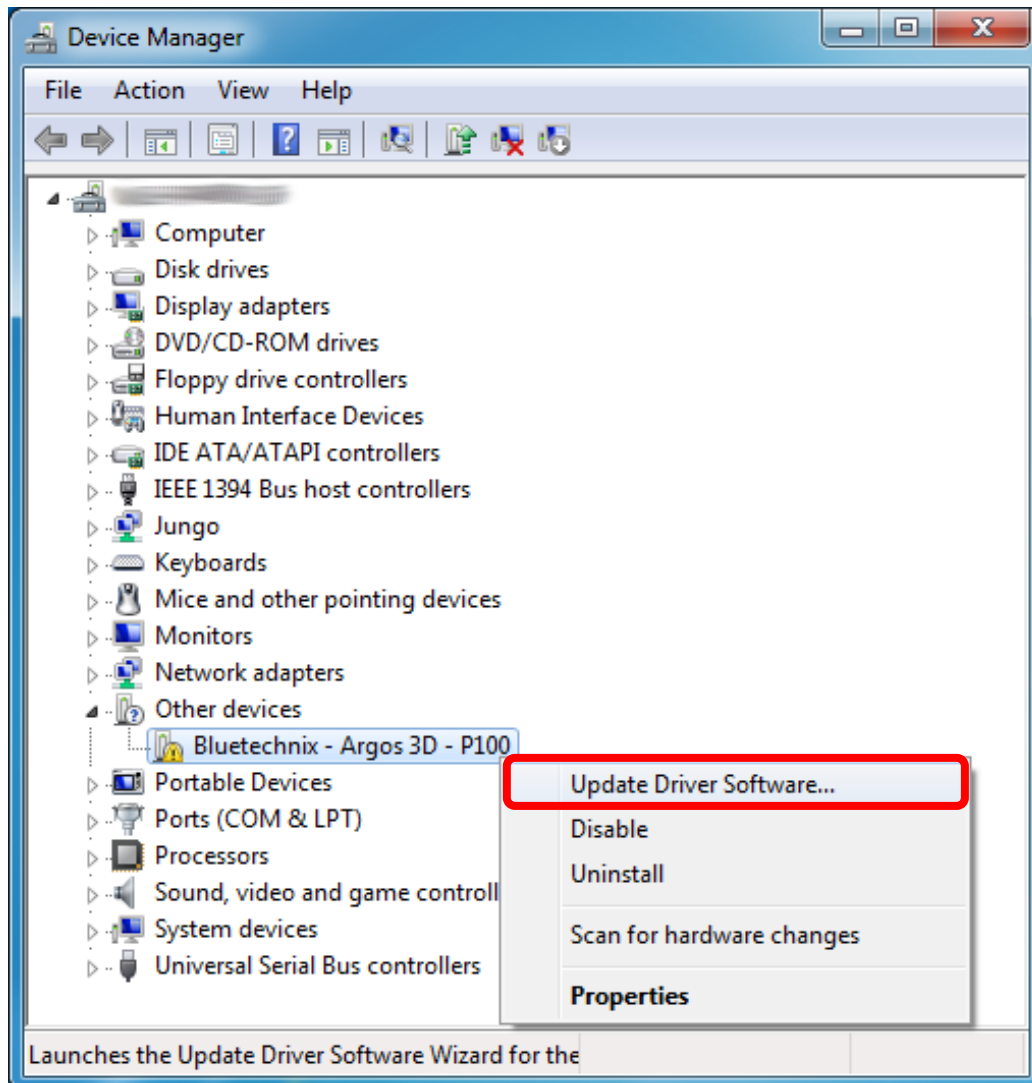 Device Manager
File Action View Help
Computer
Disk drives
Display adapters
DVD/CD-ROM drives
Floppy drive controllers
Human Interface Devices
IDE ATA/ATAPI controllers
IEEE 1394 Bus host controllers
Jungo
Keyboards
Mice and other pointing devices
Monitors
Network adapters
Other devices
Bluetechnix - Argos 3D - P100
Portable Devices
Ports (COM & LPT)
Processors
Sound, video and game controll
System devices
Universal Serial Bus controllers
Update Driver Software...
Disable
Uninstall
Scan for hardware changes
Properties
Launches the Update Driver Software Wizard for the